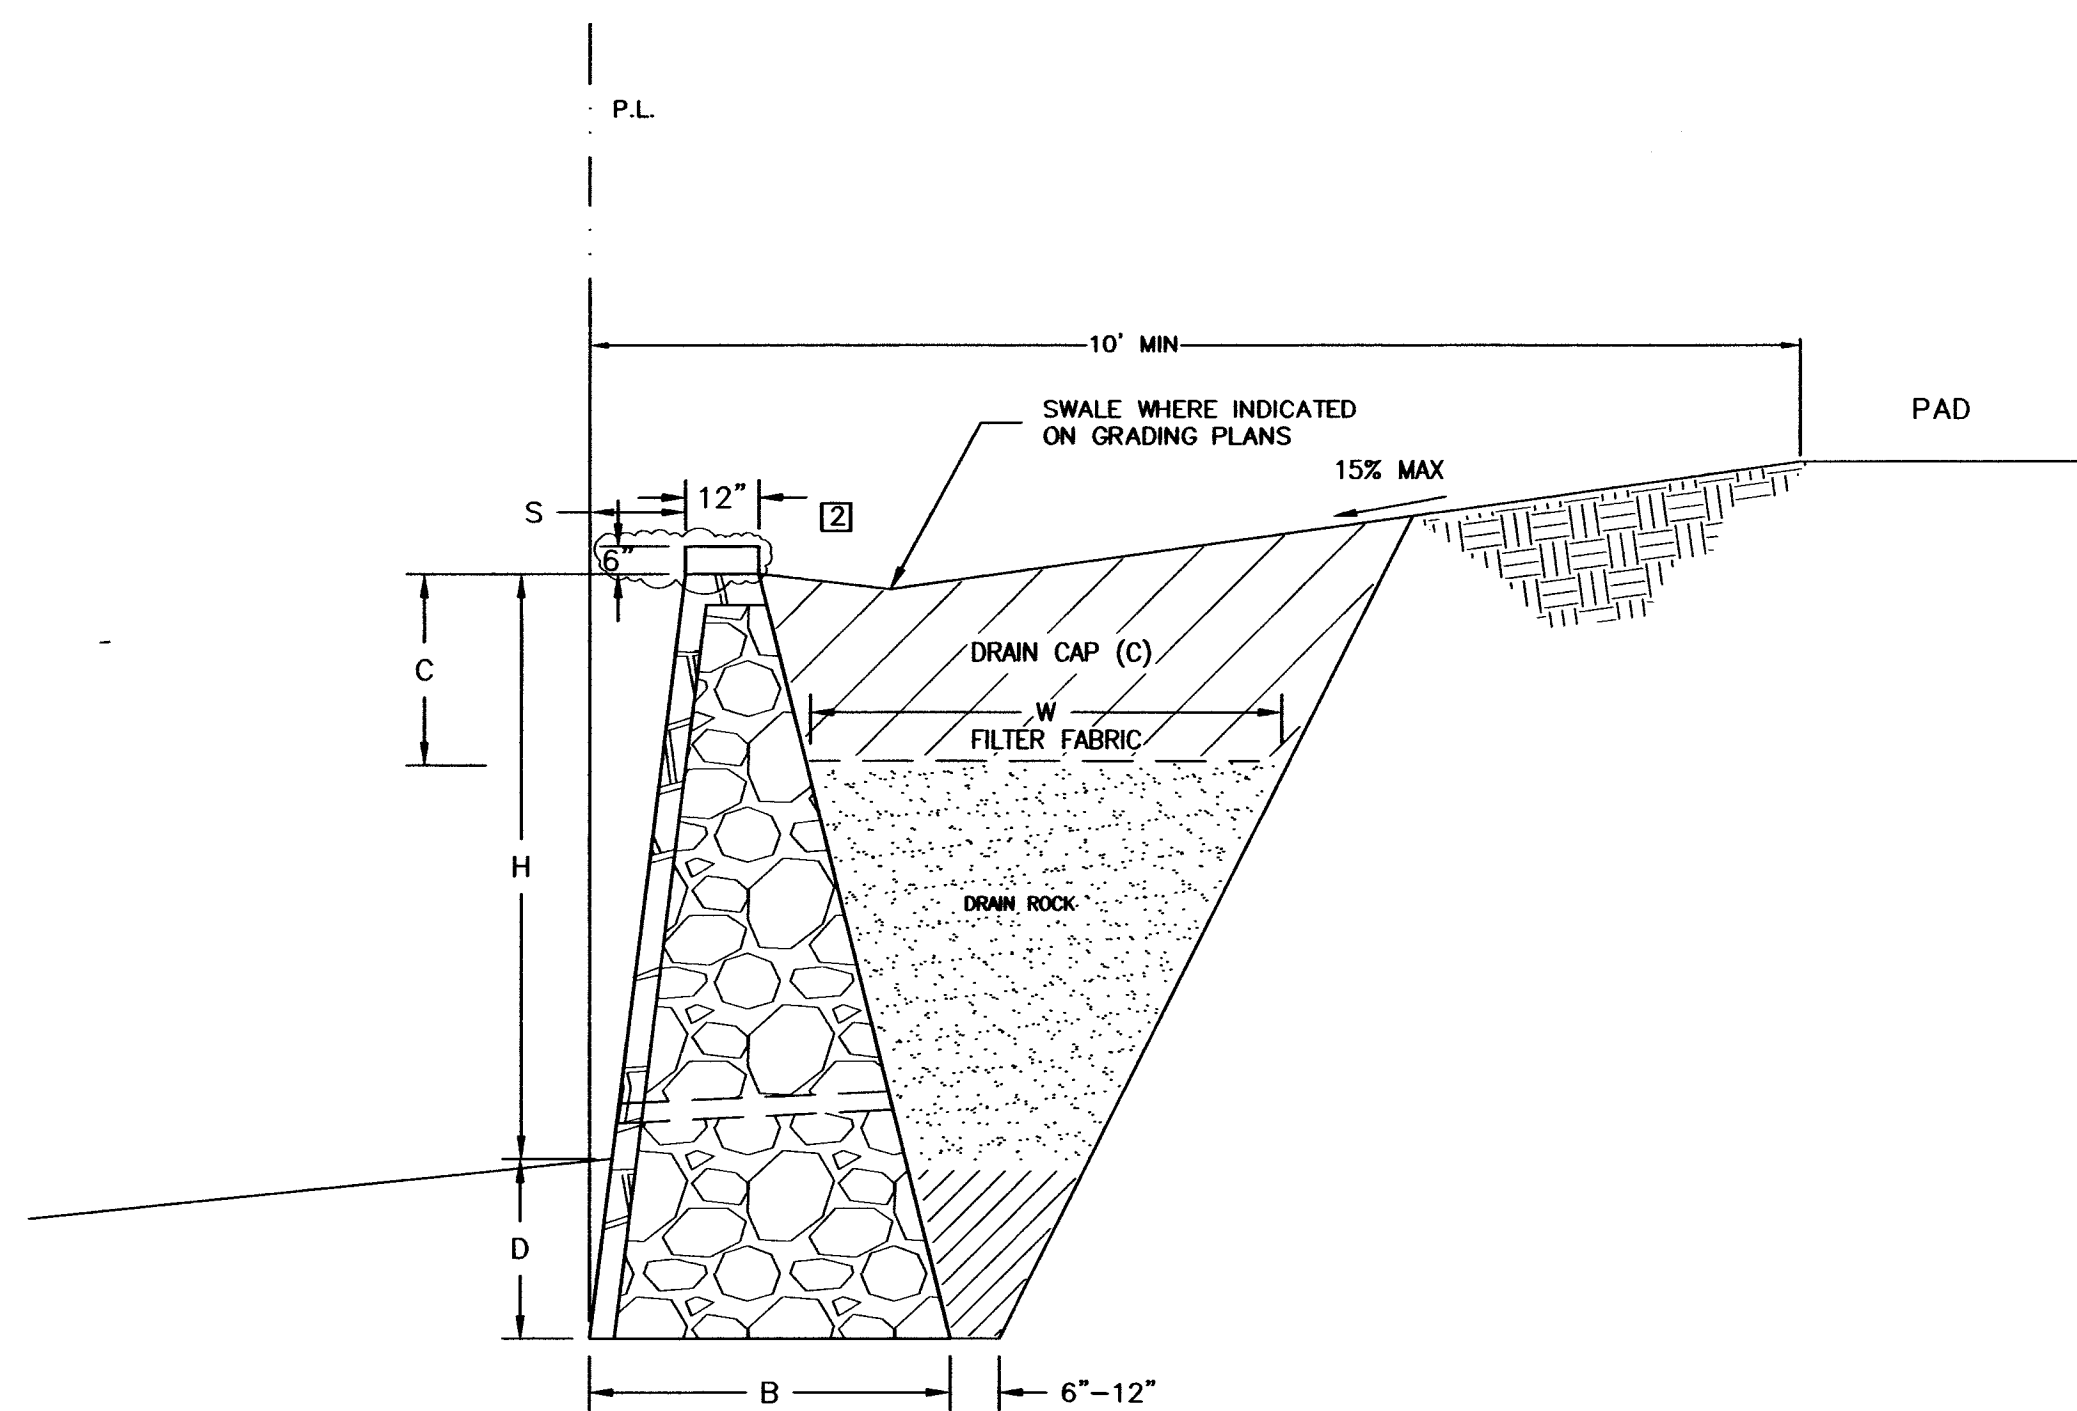 P.L.
10' MIN
SWALE WHERE INDICATED
ON GRADING PLANS
PAD
15% MAX
12"
S
2
6"
DRAIN CAP (C)
C
W
FILTER FABRIC
H
DRAIN ROCK
D
B
6"-12"